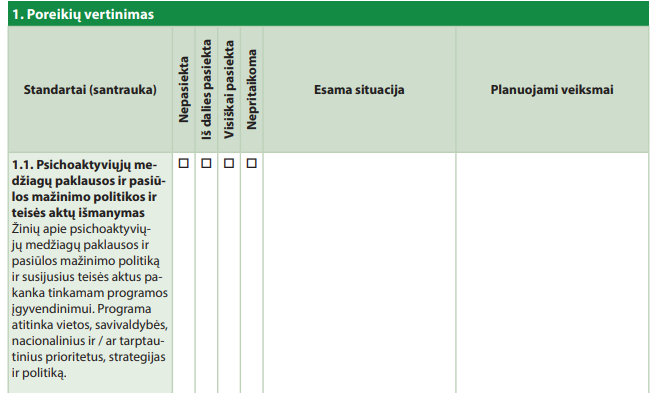 1. Poreikių vertinimas
Standartai (santrauka)
Nepasiekta
Iš dalies pasiekta
Visiškai pasiekta
Nepritaikoma
Esama situacija
Planuojami veiksmai
1.1. Psichoaktyviųjų me-
džiagų paklausos ir pasiū-
los mažinimo politikos ir
teisės aktų išmanymas
Žinių apie psichoaktyvių-
jų medžiagų paklausos ir
pasiūlos mažinimo politiką
ir susijusius teisės aktus pa-
kanka tinkamam programos
įgyvendinimui. Programa
atitinka vietos, savivaldybės,
nacionalinius ir / ar tarptau-
tinius prioritetus, strategijas
ir politiką.